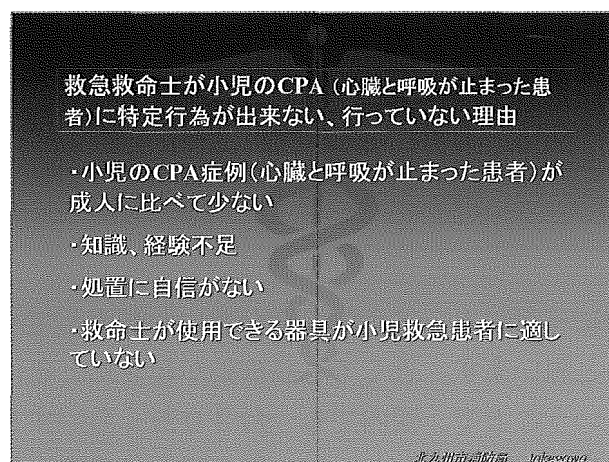 救急救命士が小児のCPA（心臓と呼吸が止まった患
者）に特定行為が出来ない、行っていない理由
・小児のCPA症例（心臓と呼吸が止まった患者）が
成人に比べて少ない
・知識、経験不足
・処置に自信がない
・救命士が使用できる器具が小児救急患者に適し
ていない
北九州市消防局